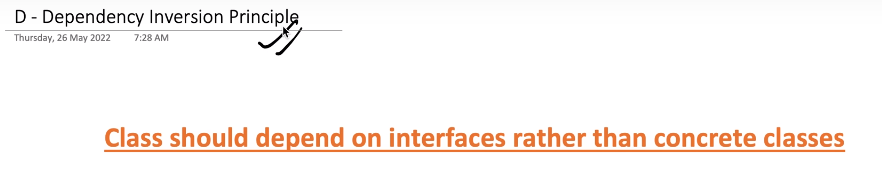 D - Dependency Inversion Principle
Thursday, 26 May 2022 7:28 AM
Class should depend on interfaces rather than concrete classes